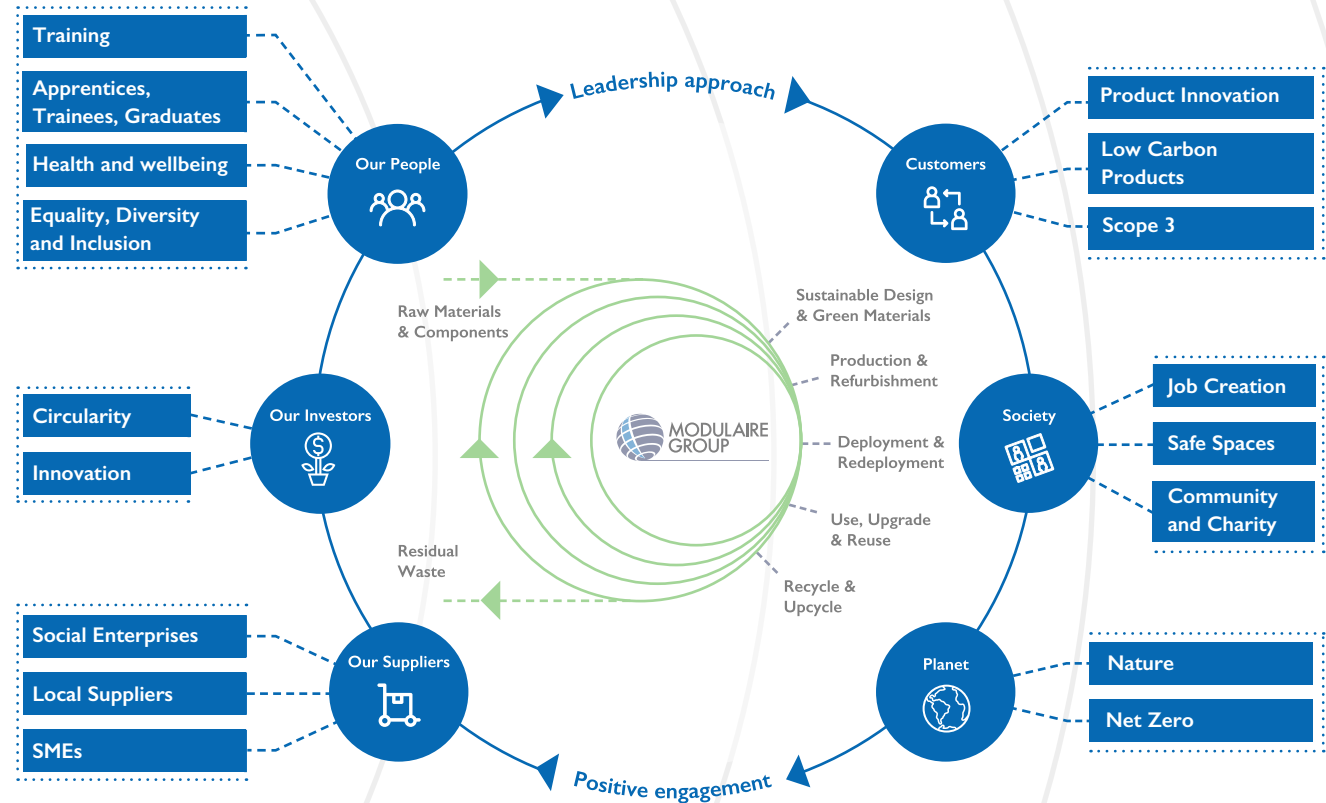 Training
Apprentices,
Trainees, Graduates
Health and wellbeing
Equality, Diversity
and Inclusion
Our People
Leadership approach
Customers
Product Innovation
Low Carbon
Products
Scope 3
Raw Materials
& Components
Sustainable Design
& Green Materials
Production &
Refurbishment
Deployment &
Redeployment
Use, Upgrade
& Reuse
Recycle &
Upcycle
Residual
Waste
MODULAIRE
GROUP
Circularity
Innovation
Our Investors
Society
Job Creation
Safe Spaces
Community
and Charity
Social Enterprises
Local Suppliers
SMEs
Our Suppliers
Positive engagement
Planet
Nature
Net Zero